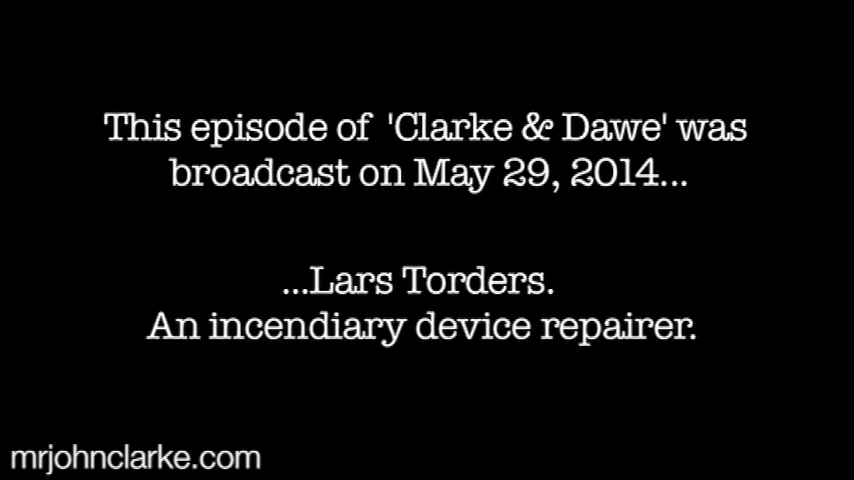 This episode of 'Clarke & Dawe' was
broadcast on May 29, 2014...
...Lars Torders.
An incendiary device repairer.
mrjohnclarke.com